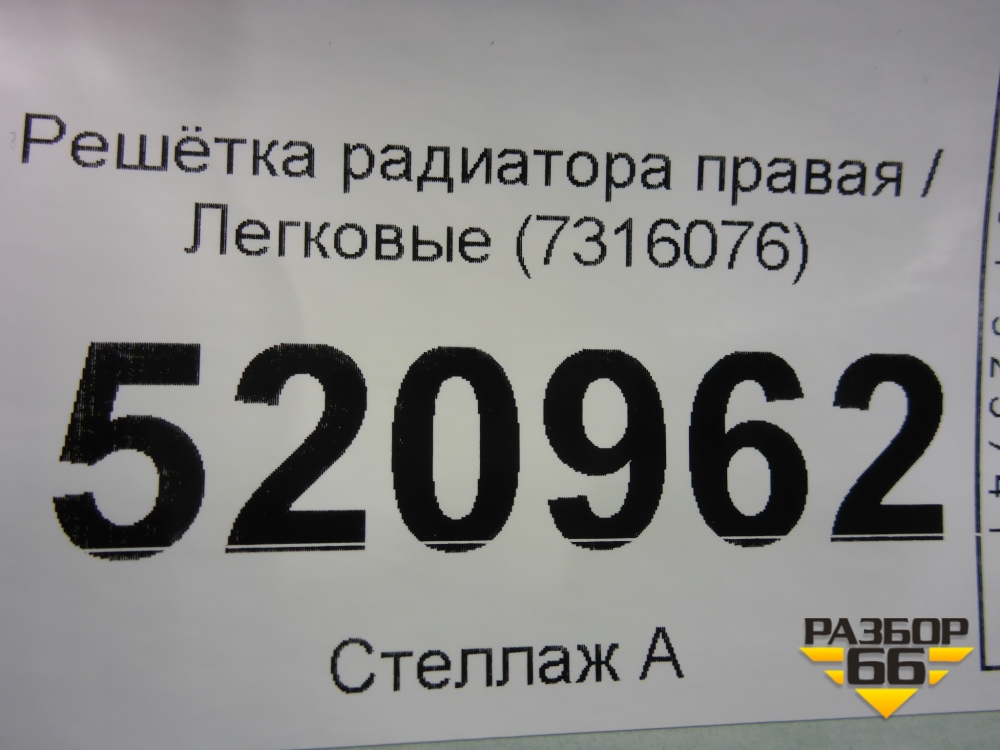 Решётка радиатора правая /
Легковые (7316076)
520962
Стеллаж А
РАЗБОР
66